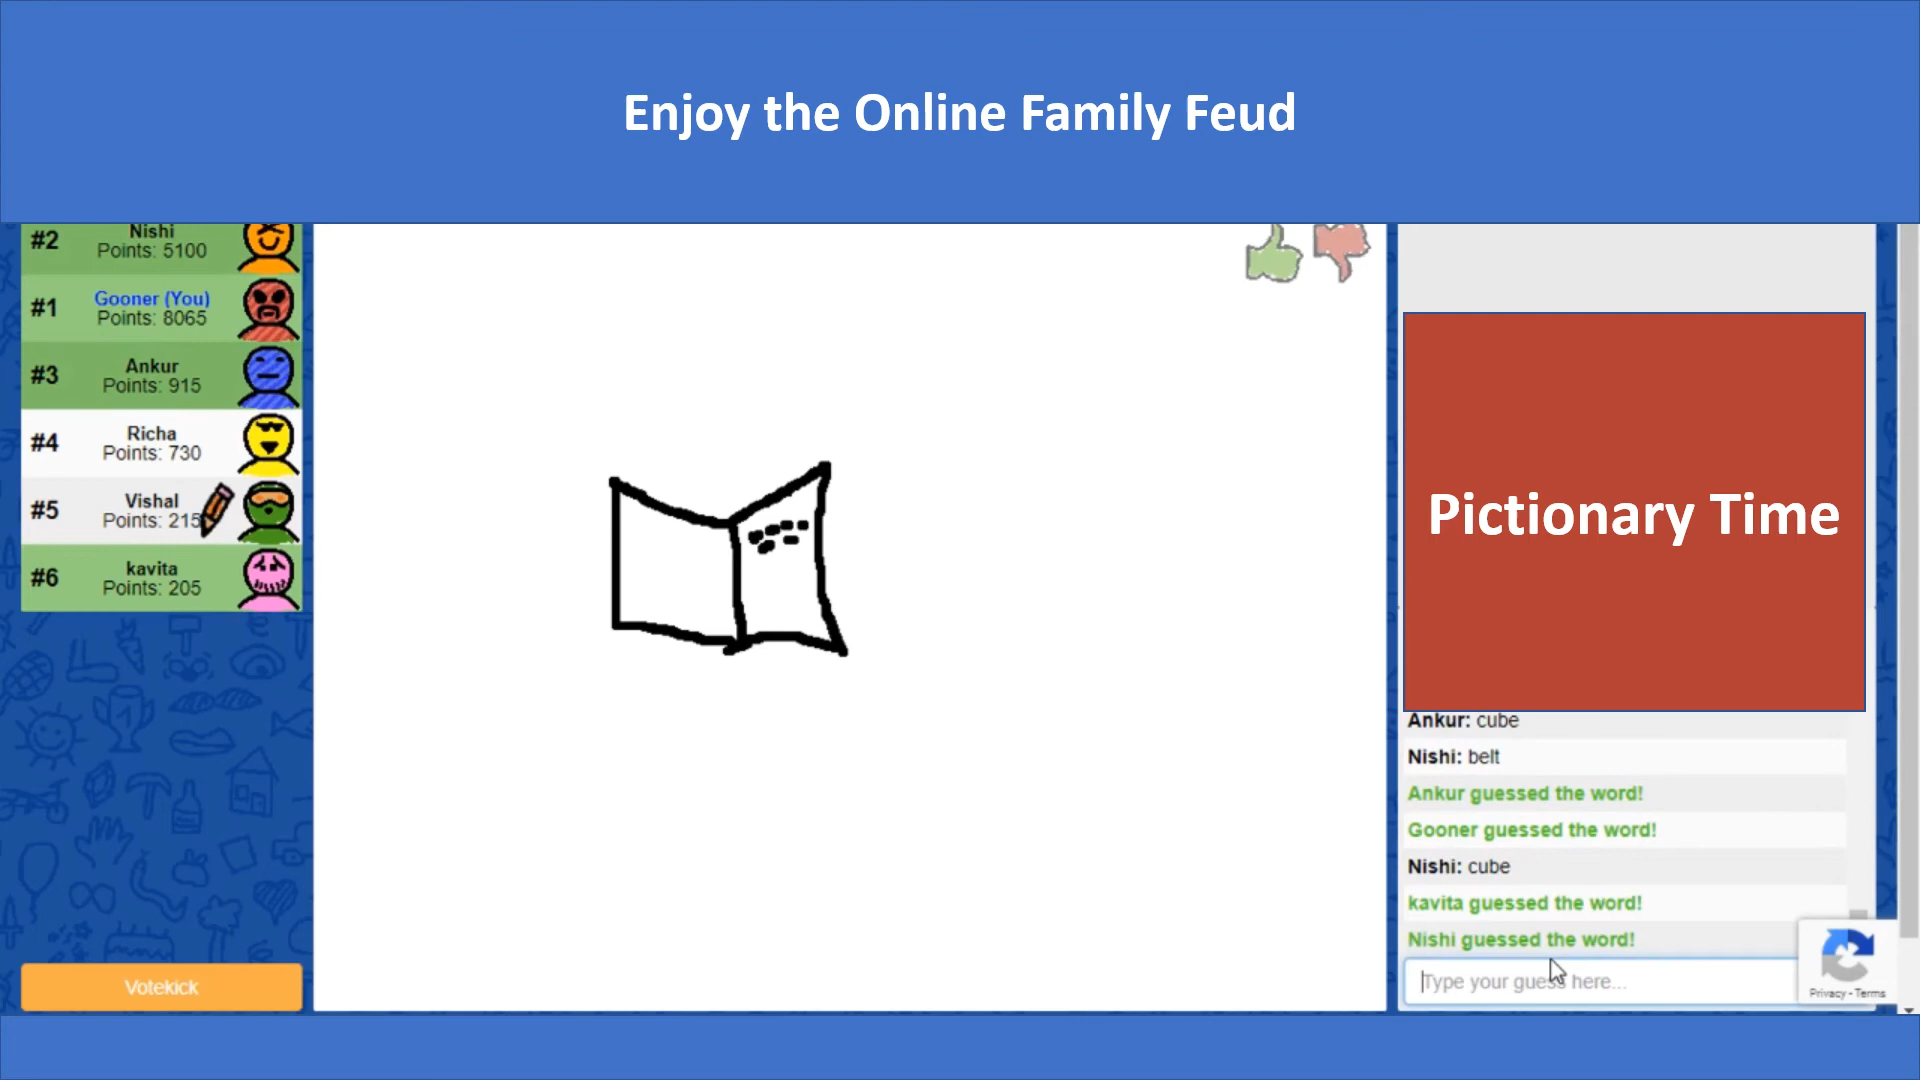 Enjoy the Online Family Feud
#2
Nishi
Points: 5100
#1
Gooner (You)
Points: 8065
#3
Ankur
Points: 915
#4
Richa
Points: 730
#5
Vishal
Points: 215
#6
kavita
Points: 205
Votekick
Pictionary Time
Ankur: cube
Nishi: belt
Ankur guessed the word!
Gooner guessed the word!
Nishi: cube
kavita guessed the word!
Nishi guessed the word!
Type your guess here...
Privacy - Terms